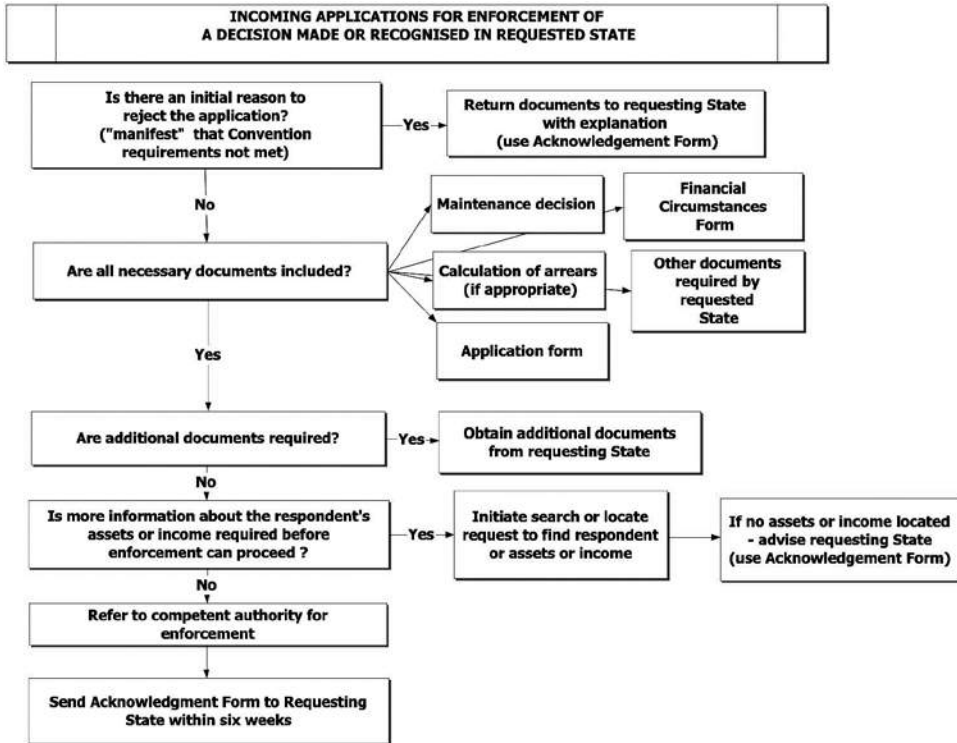 INCOMING APPLICATIONS FOR ENFORCEMENT OF
A DECISION MADE OR RECOGNISED IN REQUESTED STATE
Is there an initial reason to
reject the application?
("manifest" that Convention
requirements not met)
Yes
Return documents to requesting State
with explanation
(use Acknowledgement Form)
No
Maintenance decision
Financial
Circumstances
Form
Are all necessary documents included?
Calculation of arrears
(if appropriate)
Other documents
required by
requested
State
Application form
Yes
Are additional documents required?
Yes
Obtain additional documents
from requesting State
No
Is more information about the respondent's
assets or income required before
enforcement can proceed ?
Yes
Initiate search or locate
request to find respondent
or assets or income
If no assets or income located
- advise requesting State
(use Acknowledgement Form)
No
Refer to competent authority for
enforcement
Send Acknowledgment Form to Requesting
State within six weeks